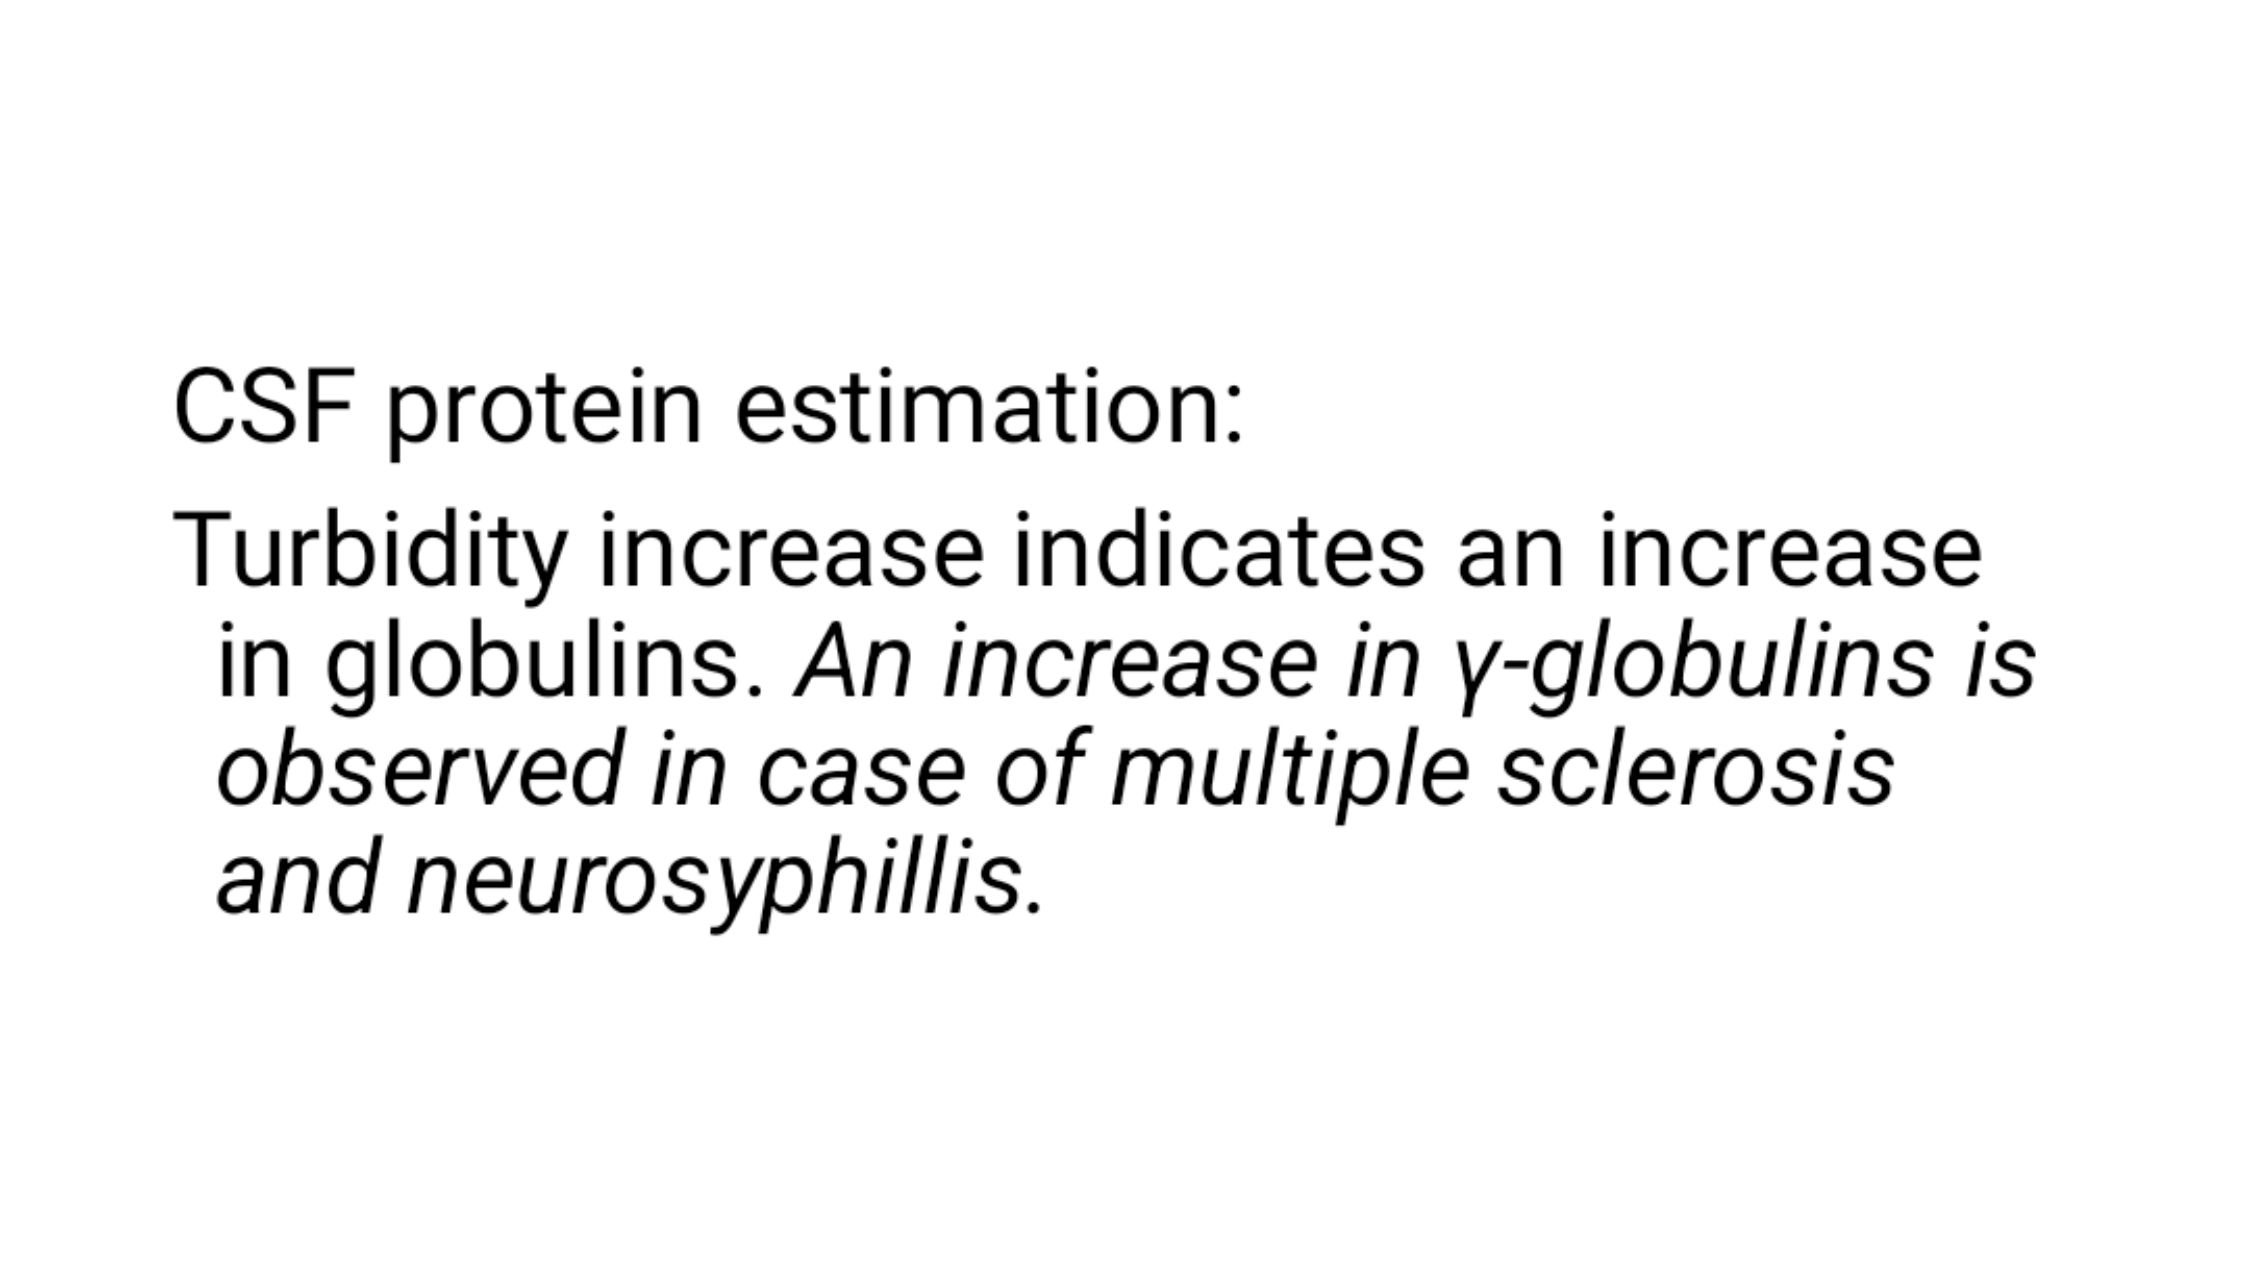 CSF protein estimation:
Turbidity increase indicates an increase
in globulins. An increase in γ-globulins is
observed in case of multiple sclerosis
and neurosyphillis.